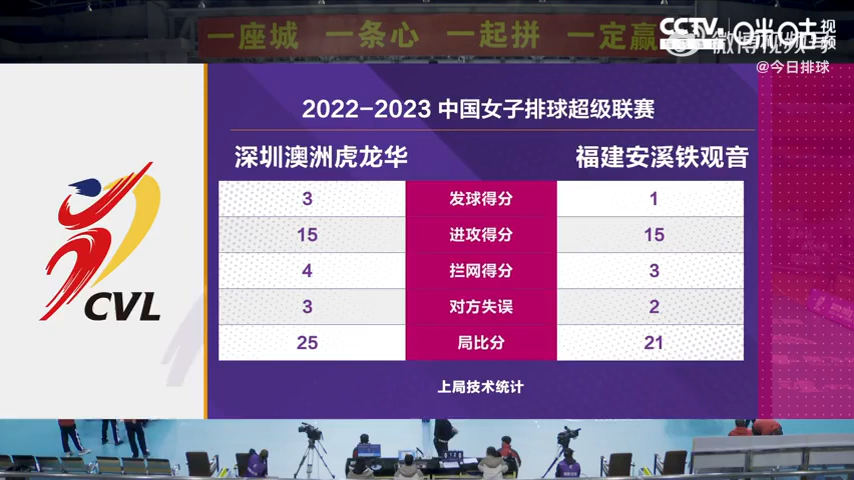 一座城 一条心 一起拼 一定赢
CCTV 咪咕视频
微博视频
@今日排球
2022-2023 中国女子排球超级联赛
深圳澳洲虎龙华 福建安溪铁观音
3 发球得分 1
15 进攻得分 15
4 拦网得分 3
3 对方失误 2
25 局比分 21
上局技术统计
CVL